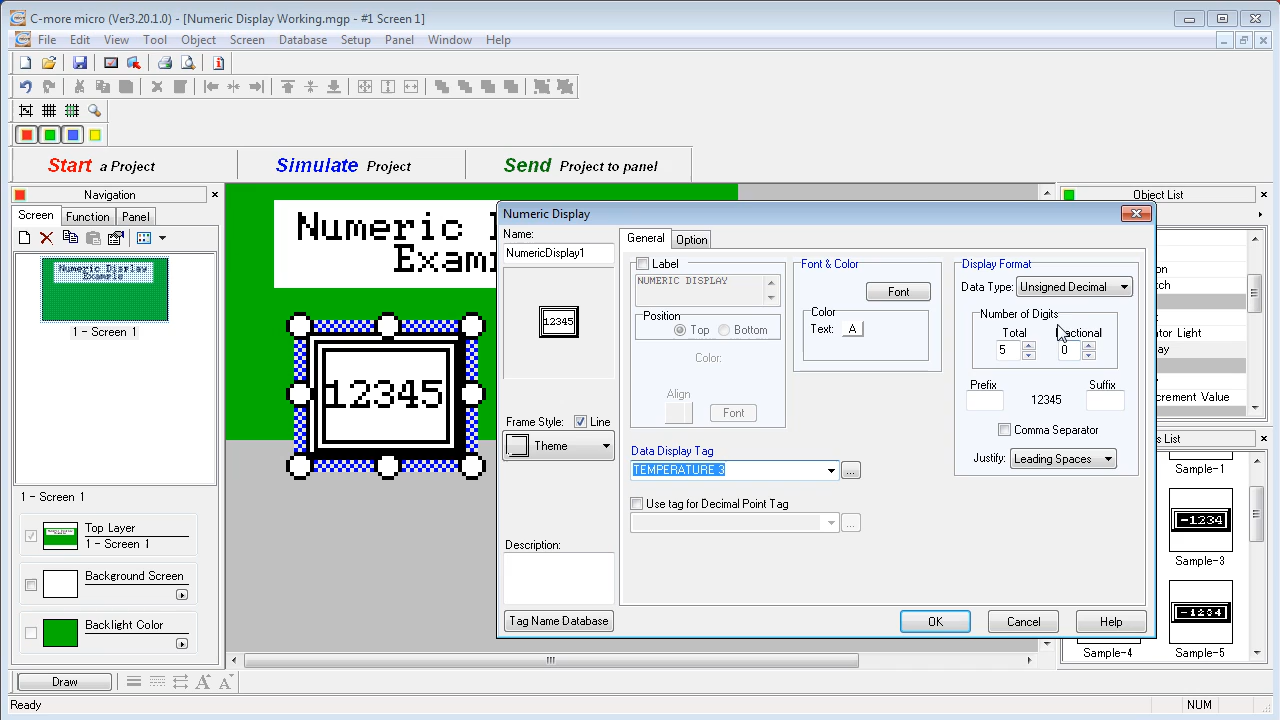 C-more micro (Ver3.20.1.0) - [Numeric Display Working.mgp - #1 Screen 1]
File Edit View Tool Object Screen Database Setup Panel Window Help
Start a Project Simulate Project Send Project to panel
Navigation
Screen Function Panel
Numeric Display
Example
1 - Screen 1
1 - Screen 1
Top Layer
1 - Screen 1
Background Screen
Backlight Color
Draw
Ready
NUM
Numeric
Exam
12345
Numeric Display
Name:
NumericDisplay1
12345
Frame Style: Line
Theme
Description:
Tag Name Database
General Option
Label
NUMERIC DISPLAY
Position
Top Bottom
Color:
Align
Font
Font & Color
Font
Color
Text: A
Data Display Tag
TEMPERATURE 3
...
Use tag for Decimal Point Tag
...
Display Format
Data Type: Unsigned Decimal
Number of Digits
Total
5 0
Prefix Suffix
12345
Comma Separator
Justify: Leading Spaces
OK Cancel Help
Object List
Light
crement Value
List
Sample-1
-1234
Sample-3
-1234
Sample-4 Sample-5